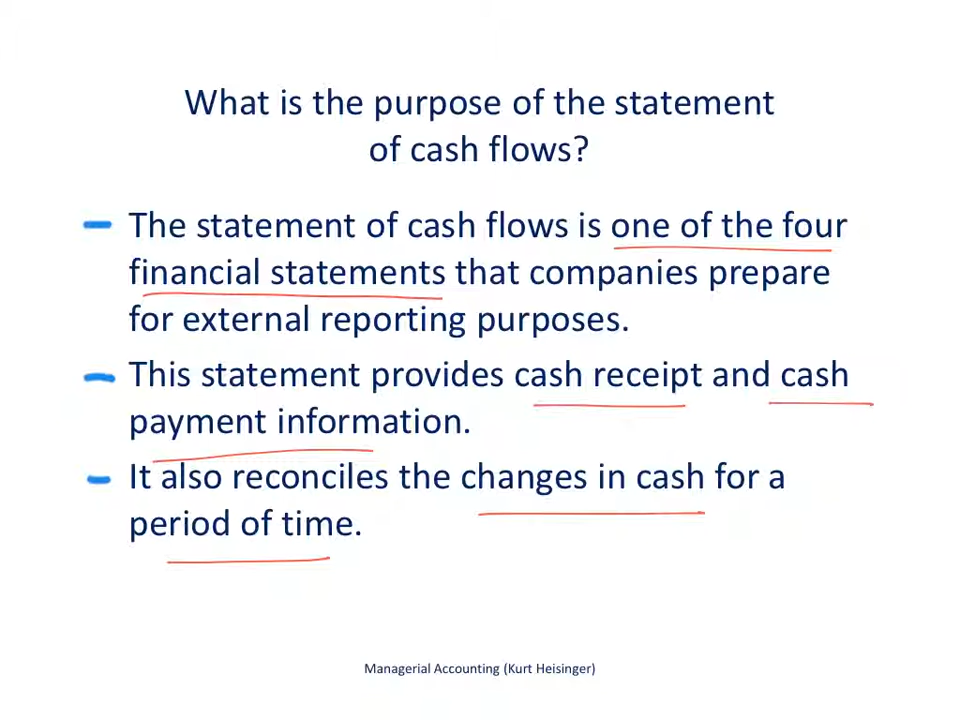 What is the purpose of the statement
of cash flows?
The statement of cash flows is one of the four
financial statements that companies prepare
for external reporting purposes.
This statement provides cash receipt and cash
payment information.
It also reconciles the changes in cash for a
period of time.
Managerial Accounting (Kurt Heisinger)